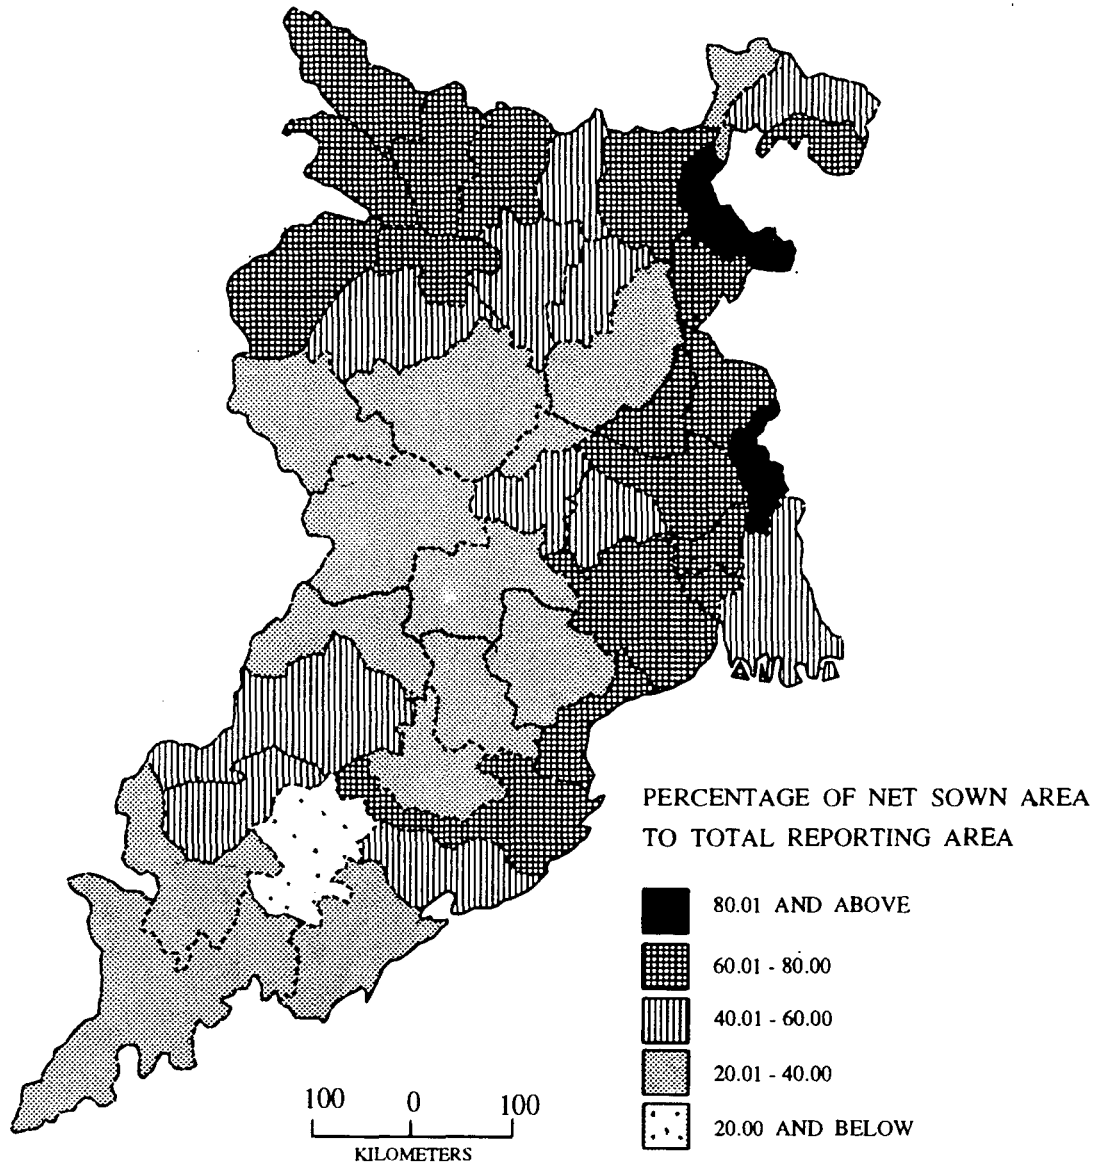 PERCENTAGE OF NET SOWN AREA
TO TOTAL REPORTING AREA
80.01 AND ABOVE
60.01 - 80.00
40.01 - 60.00
20.01 - 40.00
20.00 AND BELOW
100 0 100
KILOMETERS